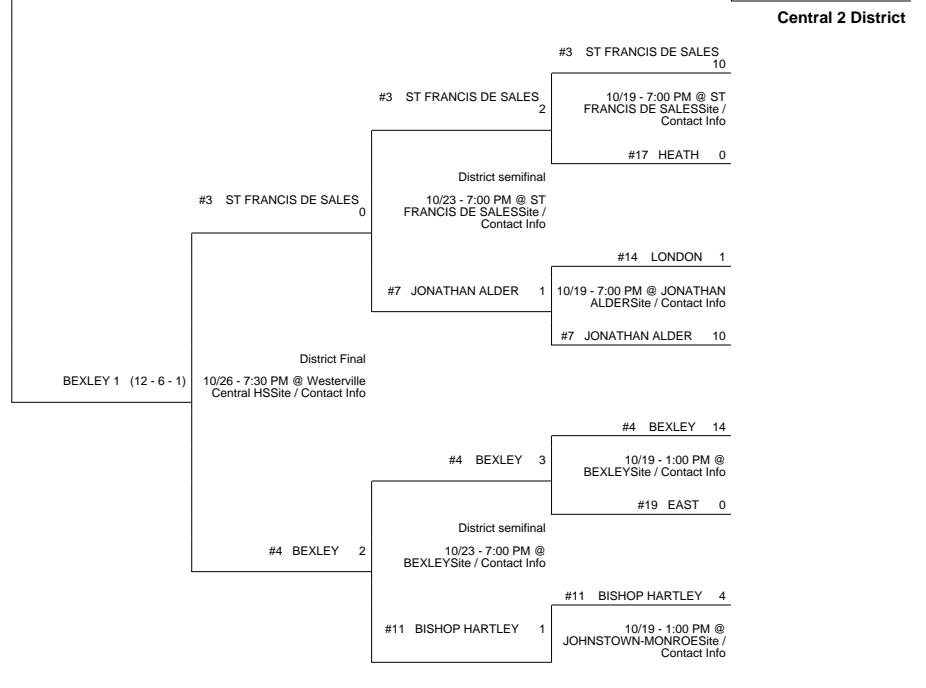 Central 2 District
#3 ST FRANCIS DE SALES
10
10/19 - 7:00 PM @ ST
FRANCIS DE SALESSite /
Contact Info
#17 HEATH 0
#3 ST FRANCIS DE SALES
2
District semifinal
10/23 - 7:00 PM @ ST
FRANCIS DE SALESSite /
Contact Info
#3 ST FRANCIS DE SALES
0
#14 LONDON 1
#7 JONATHAN ALDER 1
10/19 - 7:00 PM @ JONATHAN
ALDERSite / Contact Info
#7 JONATHAN ALDER 10
District Final
BEXLEY 1 (12 - 6 - 1)
10/26 - 7:30 PM @ Westerville
Central HSSite / Contact Info
#4 BEXLEY 14
#4 BEXLEY 3
10/19 - 1:00 PM @
BEXLEYSite / Contact Info
#19 EAST 0
District semifinal
#4 BEXLEY 2
10/23 - 7:00 PM @
BEXLEYSite / Contact Info
#11 BISHOP HARTLEY 4
#11 BISHOP HARTLEY 1
10/19 - 1:00 PM @
JOHNSTOWN-MONROESite /
Contact Info